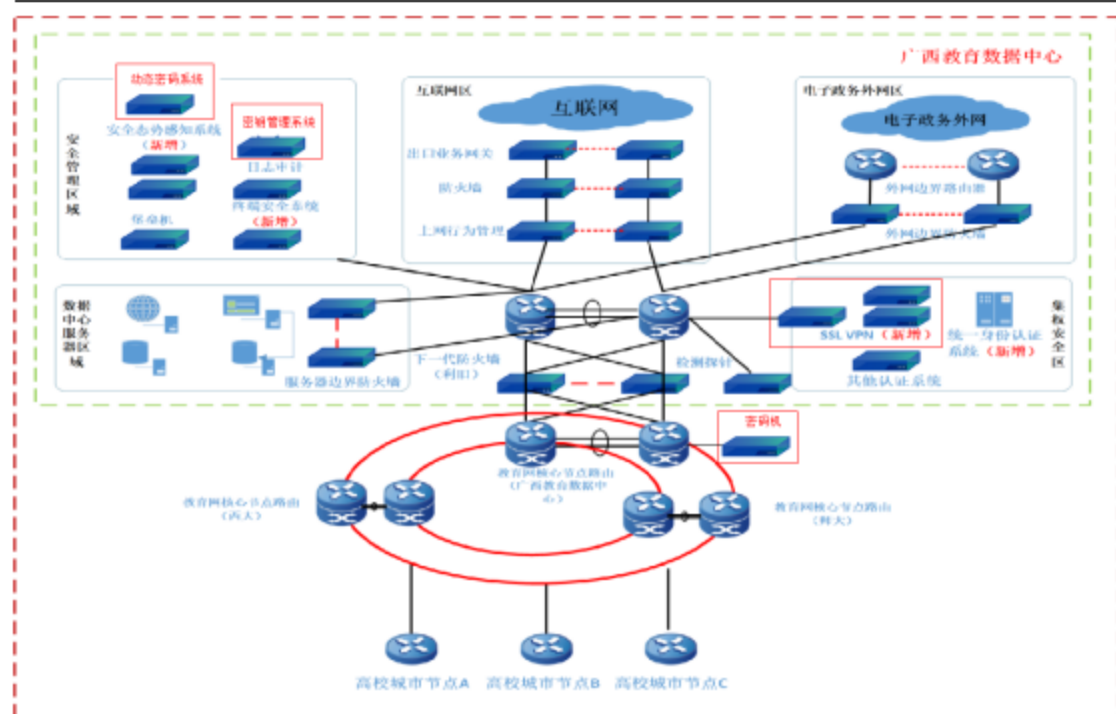 广西教育数据中心
动态密码系统
安全态势感知系统
（新增）
密钥管理系统
日志审计
堡垒机
终端安全系统
（新增）
安全管理区域
互联网区
互联网
出口业务网关
防火墙
上网行为管理
电子政务外网区
电子政务外网
外网边界路由器
外网边界防火墙
数据中心服务器区域
服务器边界防火墙
下一代防火墙
（利旧）
检测探针
SSL VPN（新增）
统一身份认证
系统（新增）
其他认证系统
安全区
密码机
教育网核心节点路由
（广西教育数据中
心）
教育网核心节点路由
（西大）
教育网核心节点路由
（师大）
高校城市节点A
高校城市节点B
高校城市节点C